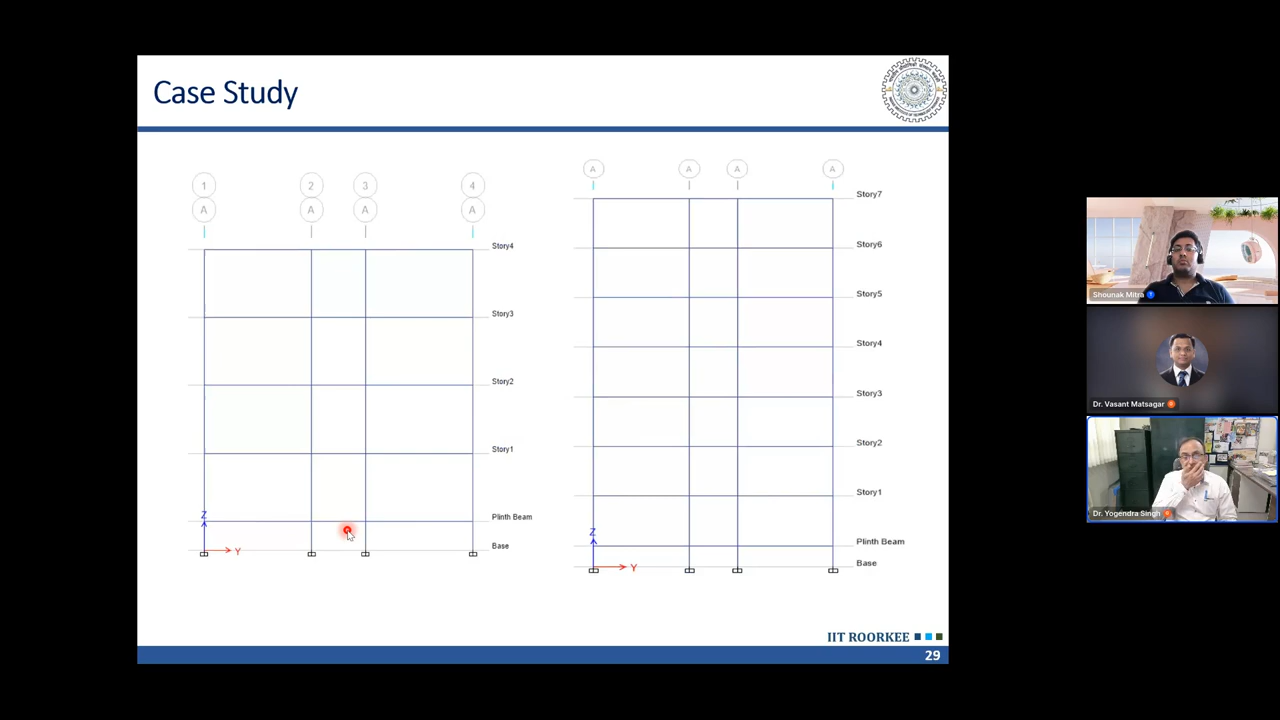 Case Study
1
2
3
4
A
A
A
A
Story4
Story3
Story2
Story1
Plinth Beam
Base
Z
Y
A
A
A
A
Story7
Story6
Story5
Story4
Story3
Story2
Story1
Plinth Beam
Base
Z
Y
IIT ROORKEE
29
Shounak Mitra
Dr. Vasant Matsagar
Dr. Yogendra Singh